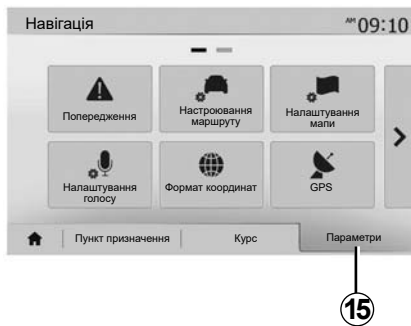 Навігація
AM 09:10
Попередження
Настроювання
маршруту
Налаштування
мапи
Налаштування
голосу
Формат координат
GPS
Пункт призначення
Курс
Параметри
15